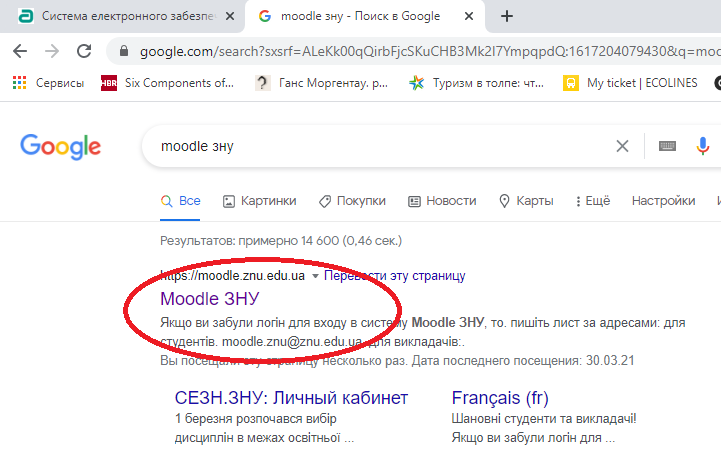 Система електронного забезпеч
moodle зну - Поиск в Google
google.com/search?sxsrf=ALeKk00qQirbFjcSKuCHB3Mk2I7YmpqpdQ:1617204079430&q=moo
Сервисы
HBR Six Components of...
Ганс Моргентау. р...
Туризм в толпе: чт...
My ticket | ECOLINES
Google
moodle зну
Все Картинки Покупки Новости Карты Ещё Настройки
Результатов: примерно 14 600 (0,46 сек.)
https://moodle.znu.edu.ua Перевести эту страницу
Moodle ЗНУ
Якщо ви забули логін для входу в систему Moodle ЗНУ, то. пишіть лист за адресами: для
студентів. moodle.znu@znu.edu.ua. для викладачів:.
Вы посещали эту страницу несколько раз. Дата последнего посещения: 30.03.21
СЕЗН.ЗНУ: Личный кабинет
1 березня розпочався вибір
дисциплін в межах освітньої ...
Français (fr)
Шановні студенти та викладачі!
Якщо ви забули логін для ...